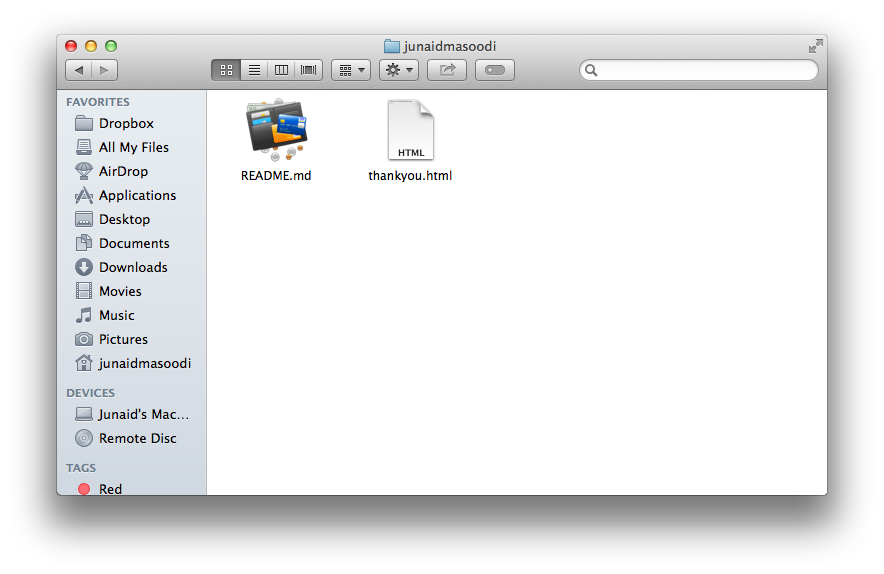 junaidmasoodi
FAVORITES
Dropbox
All My Files
AirDrop
Applications
Desktop
Documents
Downloads
Movies
Music
Pictures
junaidmasoodi
DEVICES
Junaid's Mac...
Remote Disc
TAGS
Red
HTML
README.md
thankyou.html